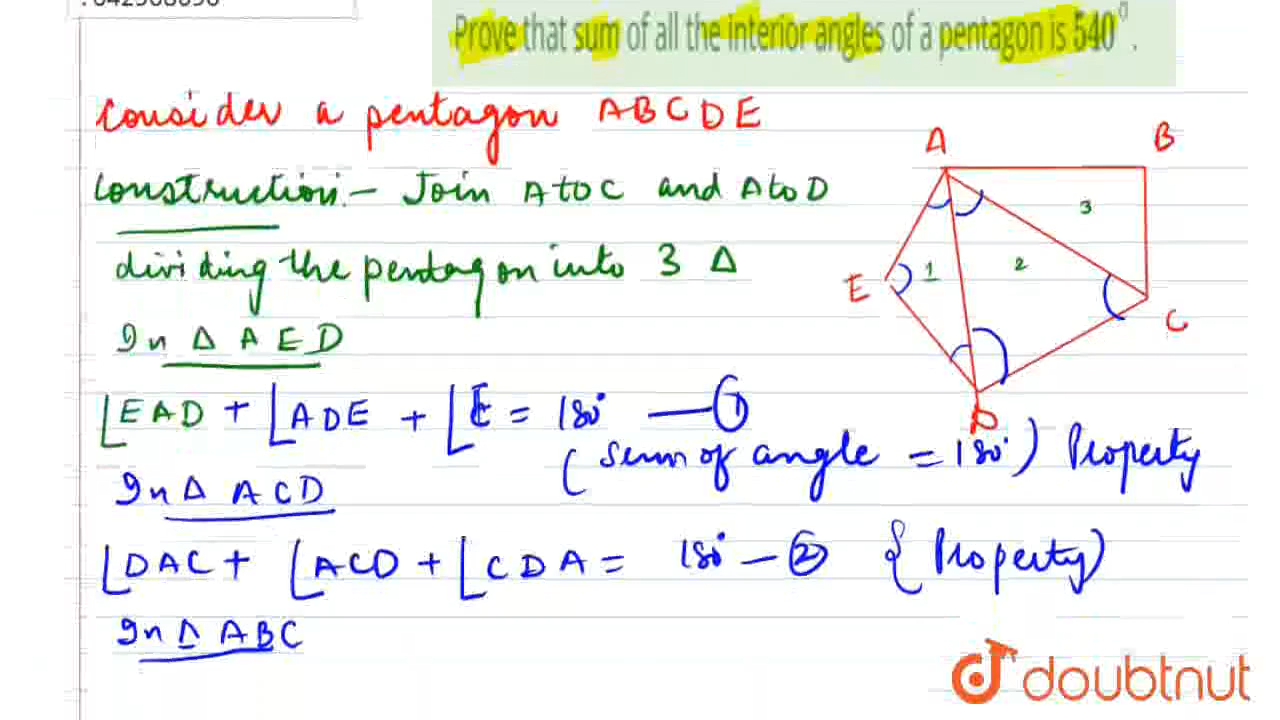 Prove that sum of all the interior angles of a pentagon is 540⁰.
Consider a pentagon ABCDE
Construction:- Join A to C and A to D
dividing the pentagon into 3 Δ
In Δ AED
∠EAD + ∠ADE + ∠E = 180° — ①
(sum of angle = 180°) Property
In Δ ACD
∠DAC + ∠ACD + ∠CDA = 180° — ② {Property)
In Δ ABC
A
B
3
2
1
E
C
D
doubtnut